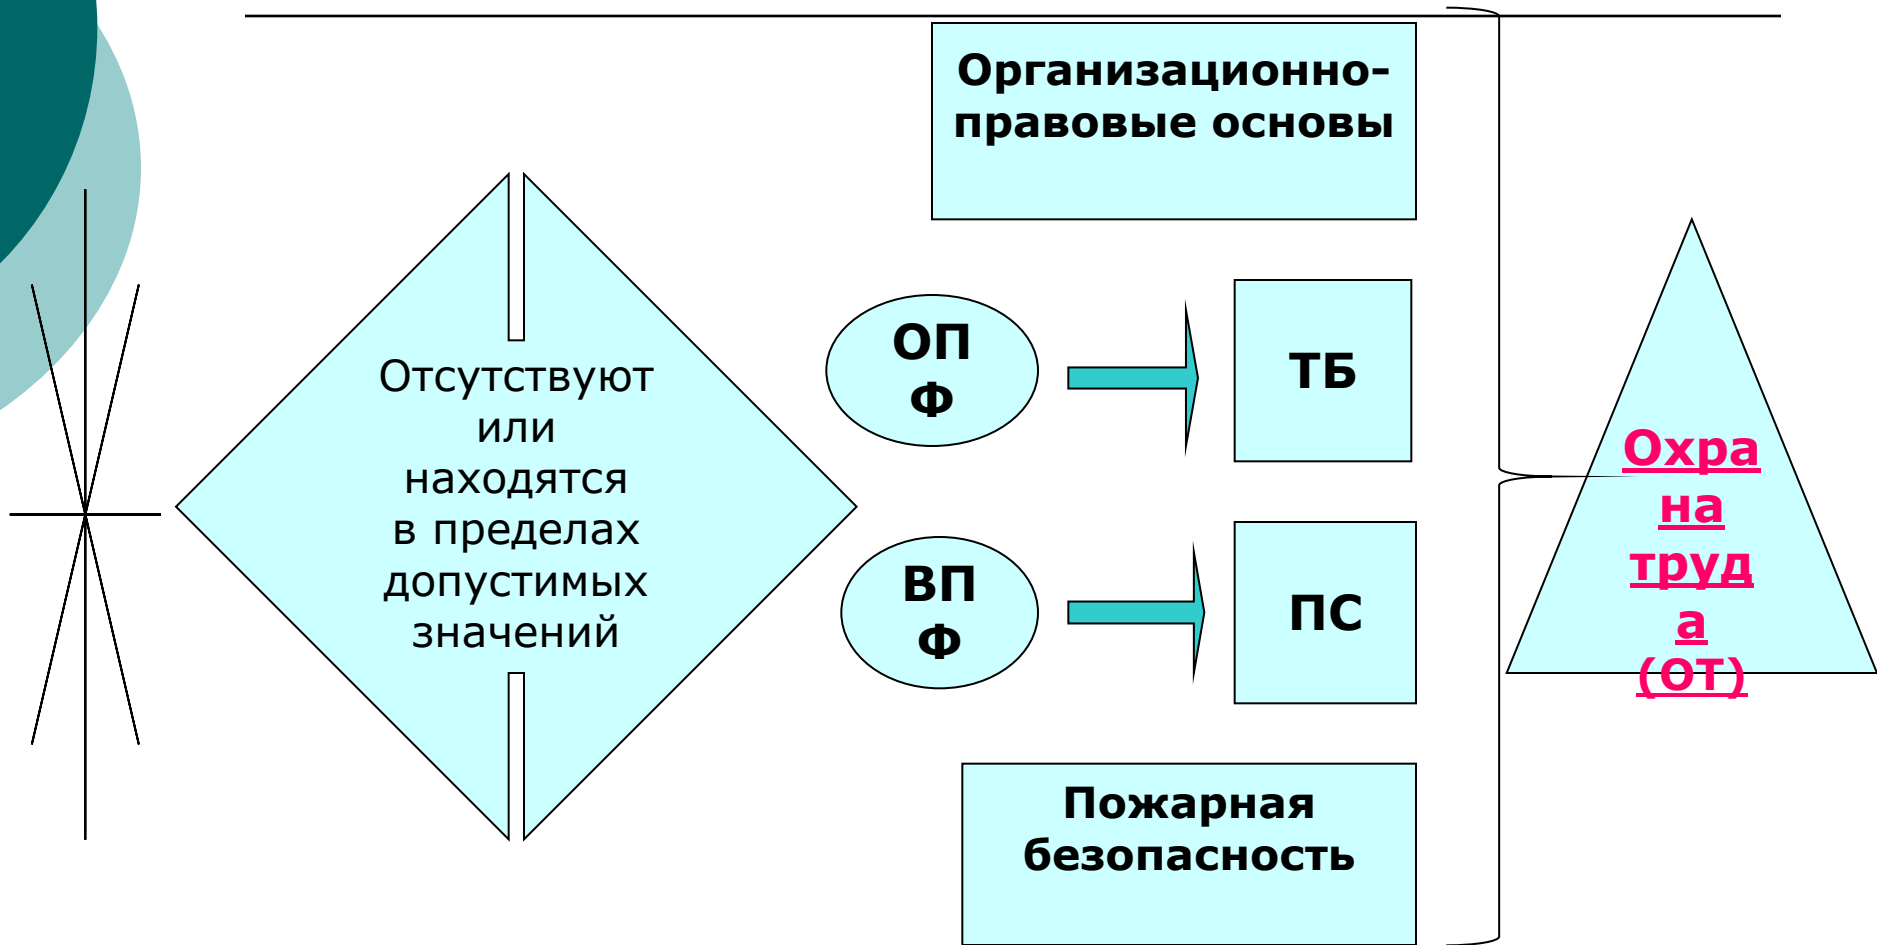 Организационно-
правовые основы
Отсутствуют
или
находятся
в пределах
допустимых
значений
ОП
Ф
ТБ
ВП
Ф
ПС
Пожарная
безопасность
Охра
на
труд
а
(ОТ)